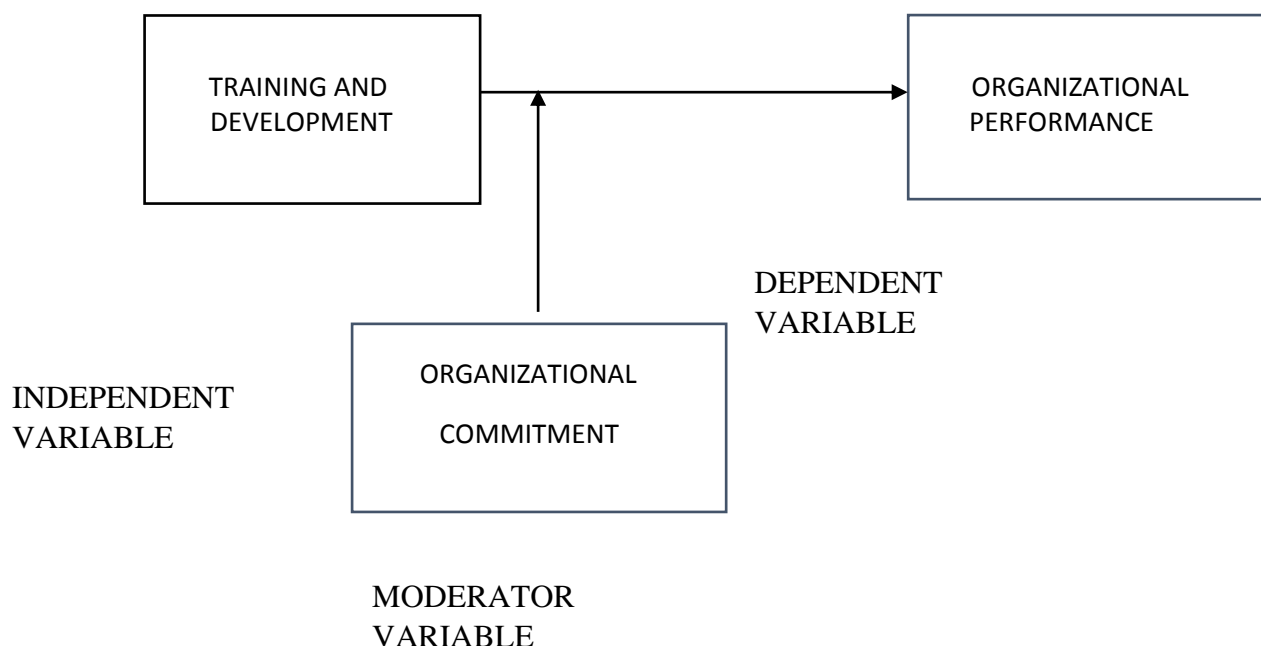 TRAINING AND
DEVELOPMENT
ORGANIZATIONAL
PERFORMANCE
DEPENDENT
VARIABLE
ORGANIZATIONAL
COMMITMENT
INDEPENDENT
VARIABLE
MODERATOR
VARIABLE